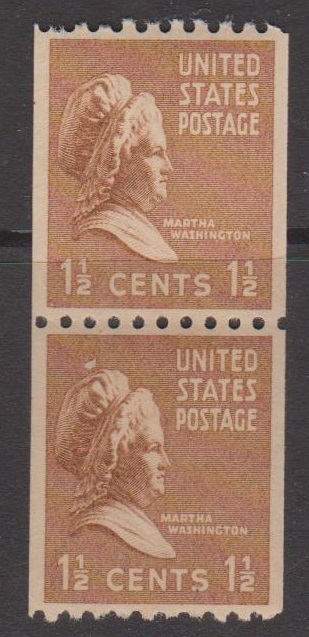 UNITED
STATES
POSTAGE
MARTHA
WASHINGTON
1½ CENTS 1½
UNITED
STATES
POSTAGE
MARTHA
WASHINGTON
1½ CENTS 1½